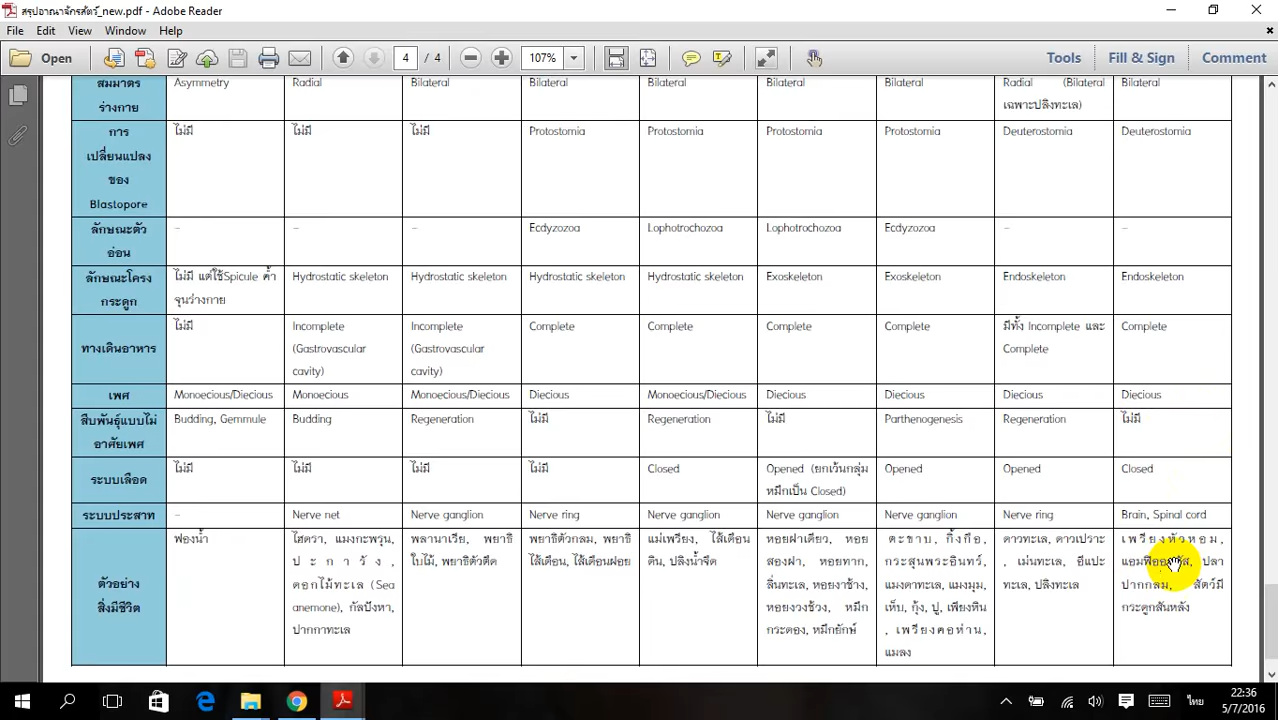 สรุปอาณาจักรสัตว์_new.pdf - Adobe Reader
File Edit View Window Help
Open 4 / 4 107% Tools Fill & Sign Comment
สมมาตร
ร่างกาย
Asymmetry
Radial
Bilateral
Bilateral
Bilateral
Bilateral
Bilateral
Radial (Bilateral
เฉพาะปลิงทะเล)
Bilateral
การ
เปลี่ยนแปลง
ของ
Blastopore
ไม่มี
ไม่มี
ไม่มี
Protostomia
Protostomia
Protostomia
Protostomia
Deuterostomia
Deuterostomia
ลักษณะตัว
อ่อน
-
-
-
Ecdyzozoa
Lophotrochozoa
Lophotrochozoa
Ecdyzozoa
-
-
ลักษณะโครง
กระดูก
ไม่มี แต่ใช้Spicule ค้ำ
จุนร่างกาย
Hydrostatic skeleton
Hydrostatic skeleton
Hydrostatic skeleton
Hydrostatic skeleton
Exoskeleton
Exoskeleton
Endoskeleton
Endoskeleton
ทางเดินอาหาร
ไม่มี
Incomplete
(Gastrovascular
cavity)
Incomplete
(Gastrovascular
cavity)
Complete
Complete
Complete
Complete
มีทั้ง Incomplete และ
Complete
Complete
เพศ
Monoecious/Diecious
Monoecious
Monoecious/Diecious
Diecious
Monoecious/Diecious
Diecious
Diecious
Diecious
Diecious
สืบพันธุ์แบบไม่
อาศัยเพศ
Budding, Gemmule
Budding
Regeneration
ไม่มี
Regeneration
ไม่มี
Parthenogenesis
Regeneration
ไม่มี
ระบบเลือด
ไม่มี
ไม่มี
ไม่มี
ไม่มี
Closed
Opened (ยกเว้นกลุ่ม
หมึกเป็น Closed)
Opened
Opened
Closed
ระบบประสาท
-
Nerve net
Nerve ganglion
Nerve ring
Nerve ganglion
Nerve ganglion
Nerve ganglion
Nerve ring
Brain, Spinal cord
ตัวอย่าง
สิ่งมีชีวิต
ฟองน้ำ
ไฮดรา, แมงกะพรุน,
ปะการัง,
ดอกไม้ทะเล (Sea
anemone), กัลปังหา,
ปากกาทะเล
พลานาเรีย, พยาธิ
ใบไม้, พยาธิตัวตืด
พยาธิตัวกลม, พยาธิ
ไส้เดือน, ไส้เดือนฝอย
แม่เพรียง, ไส้เดือน
ดิน, ปลิงน้ำจืด
หอยฝาเดียว, หอย
สองฝา, หอยทาก,
ลิ่นทะเล, หอยงาช้าง,
หอยงวงช้วง, หมึก
กระดอง, หมึกยักษ์
ตะขาบ, กิ้งกือ,
กระสุนพระอินทร์,
แมงดาทะเล, แมงมุม,
เห็บ, กุ้ง, ปู, เพียงหิน
, เพรียงคอห่าน,
แมลง
ดาวทะเล, ดาวเปราะ
, เม่นทะเล, อีแปะ
ทะเล, ปลิงทะเล
เพรียงหัวหอม,
ปลา
ปากกลม, สัตว์มี
กระดูกสันหลัง
ไทย
22:36
5/7/2016